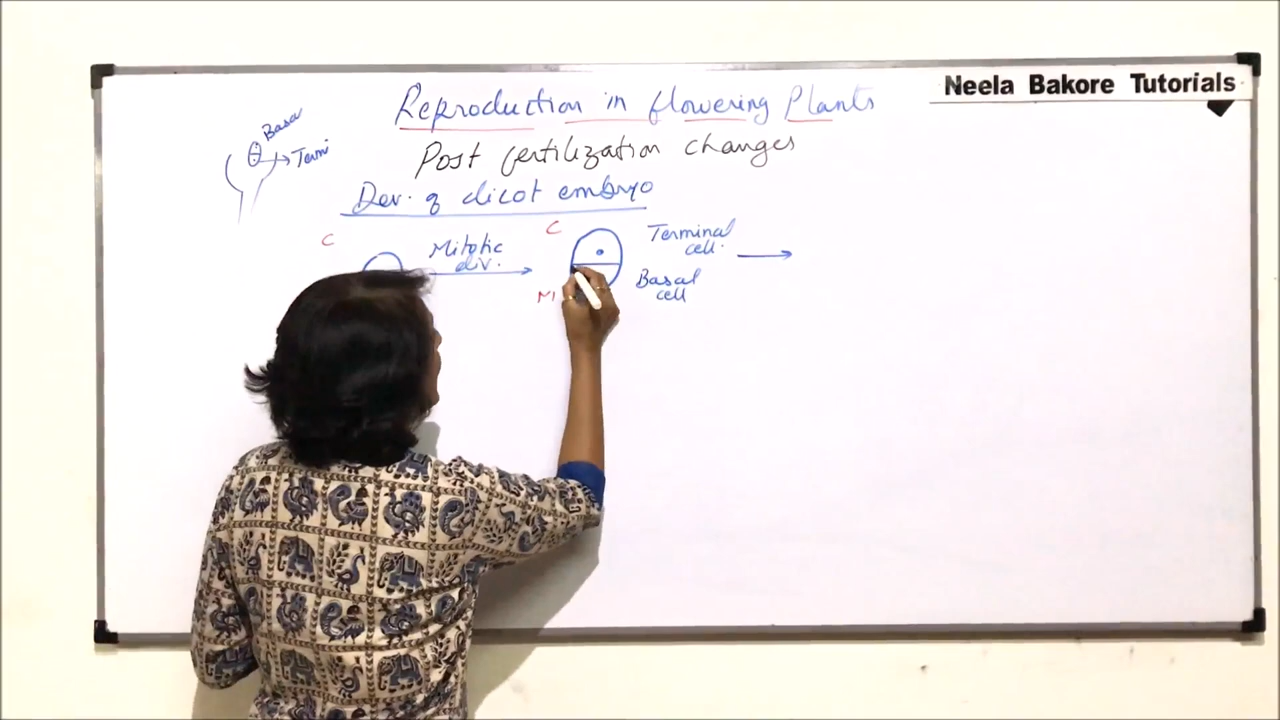 Neela Bakore Tutorials
Reproduction in flowering Plants
Post fertilization changes
Dev. of dicot embryo
Basa
Termi
C
Mitotic
div.
C
M
Terminal
cell.
Basal
cell